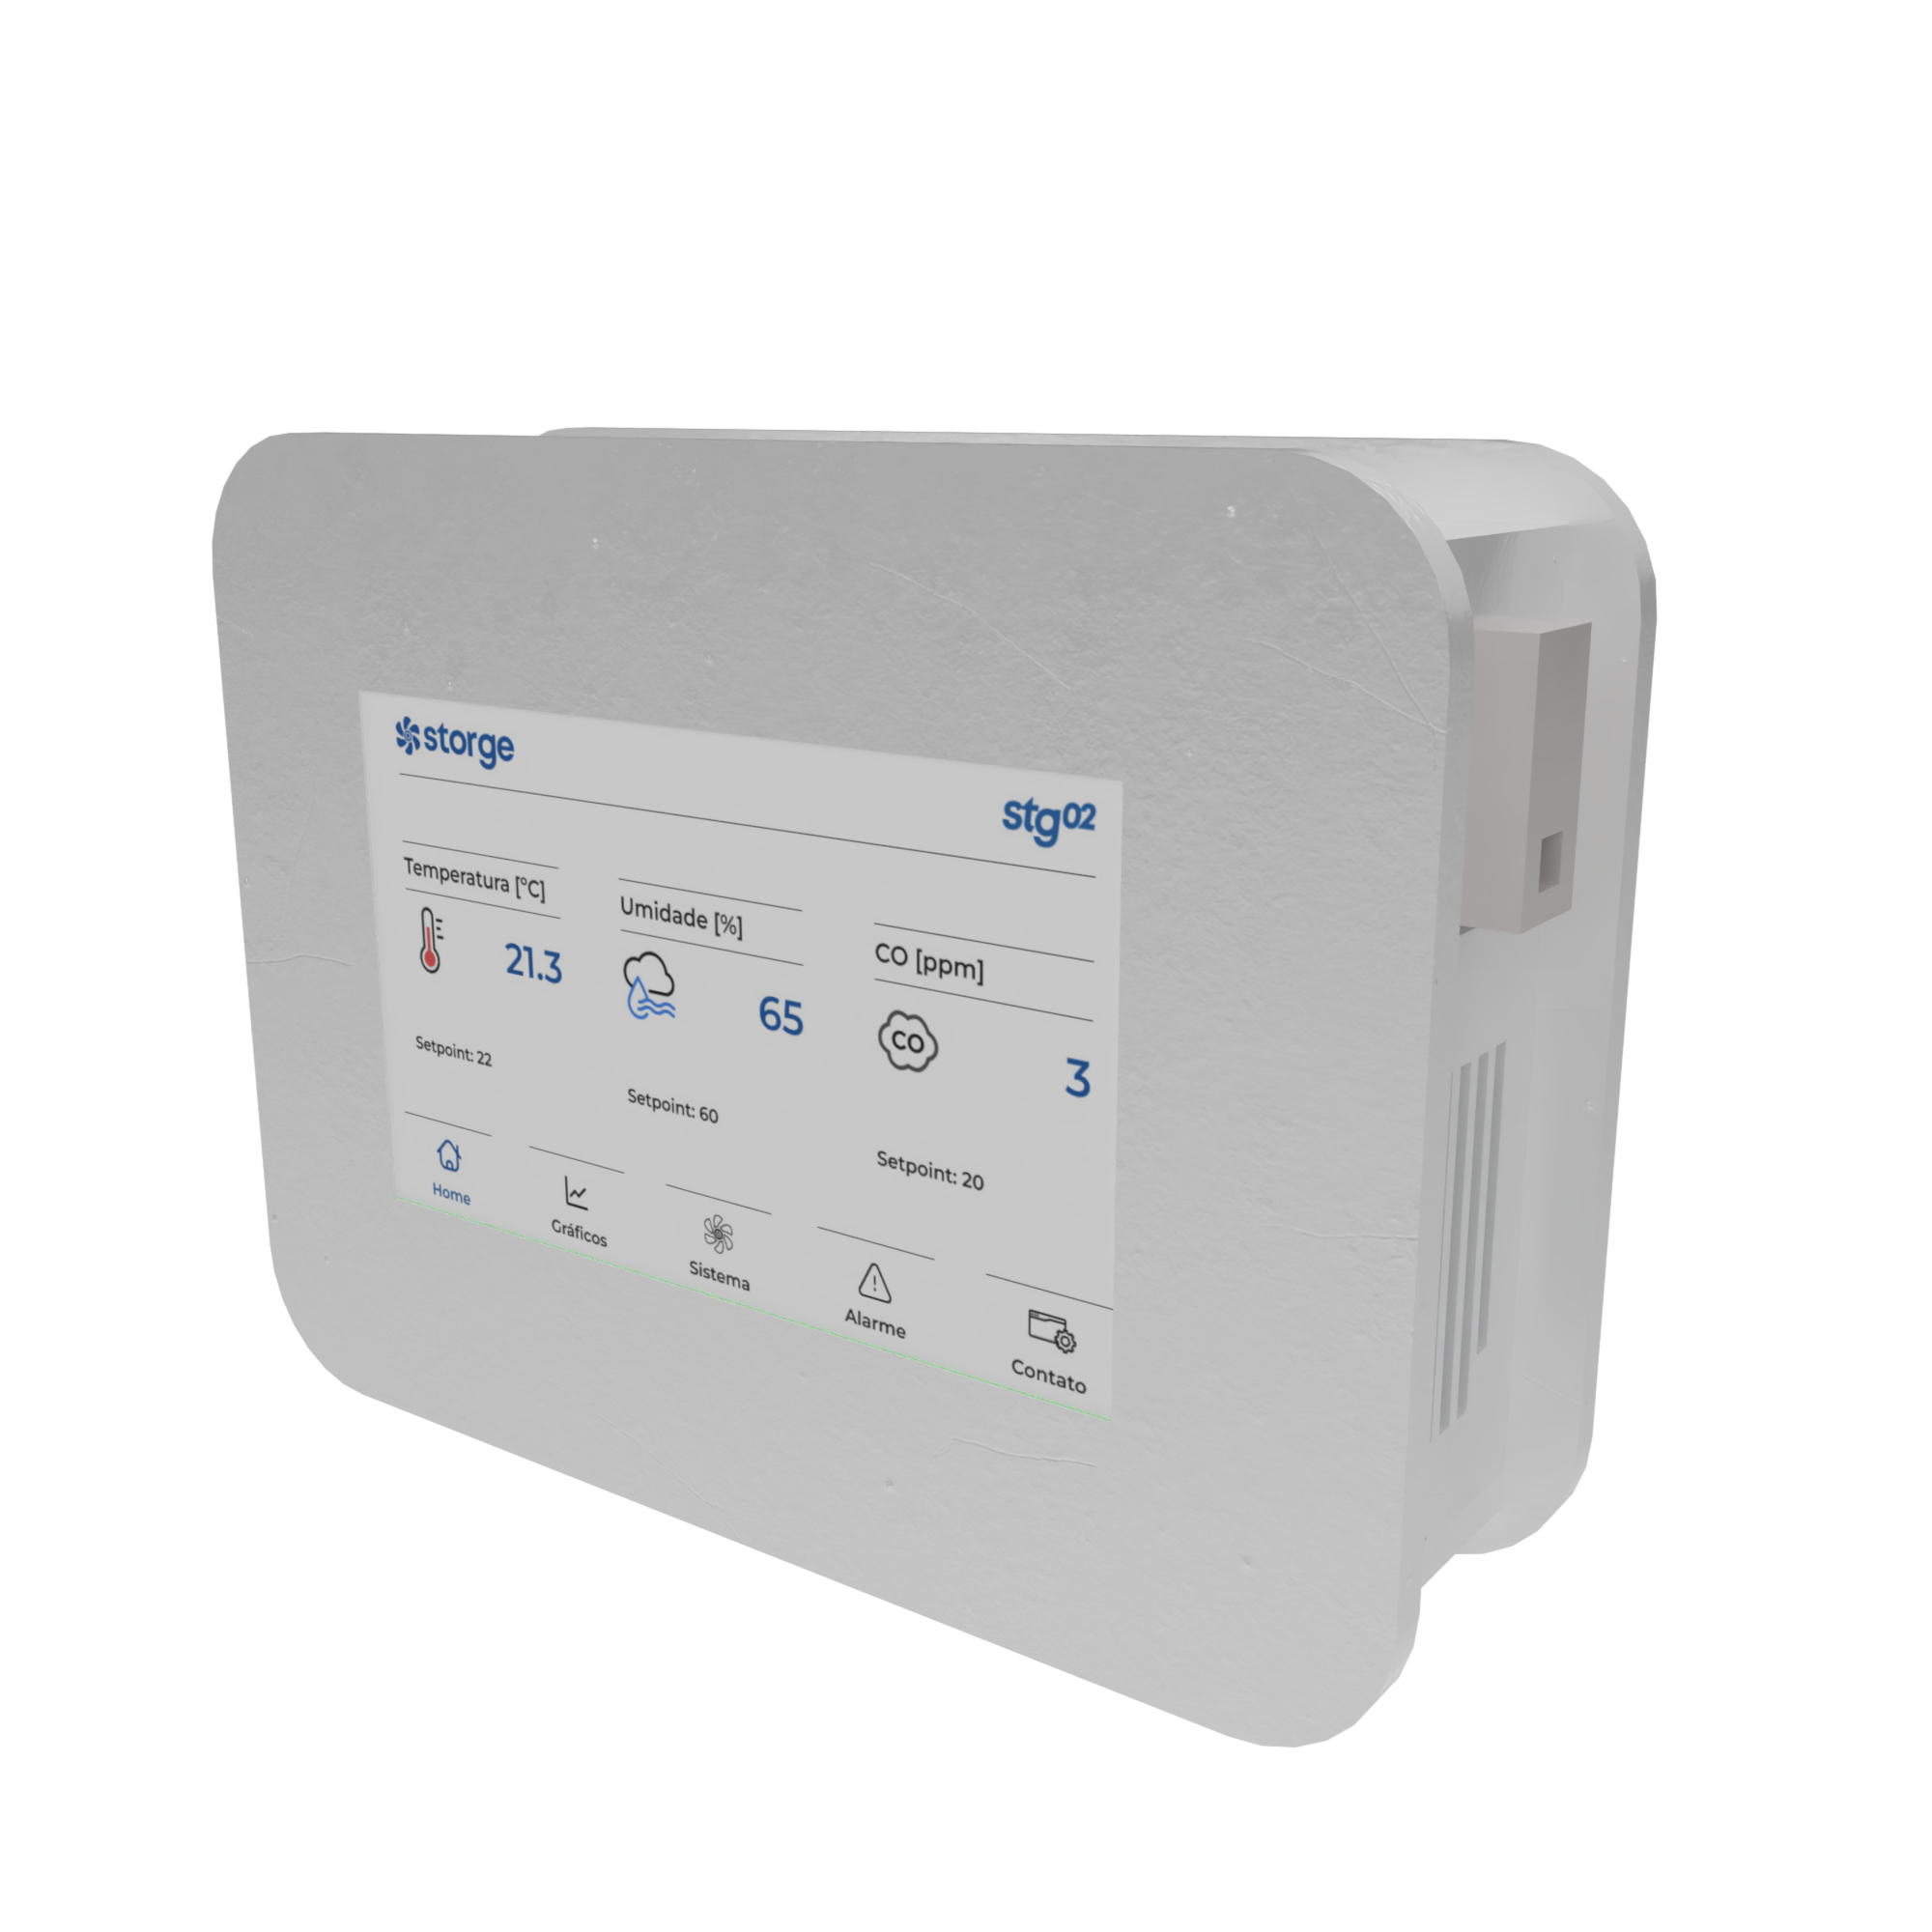 storge
stg02
Temperatura [°C]
Umidade [%]
CO [ppm]
21.3
65
CO
3
Setpoint: 22
Setpoint: 60
Setpoint: 20
Home
Gráficos
Sistema
Alarme
Contato